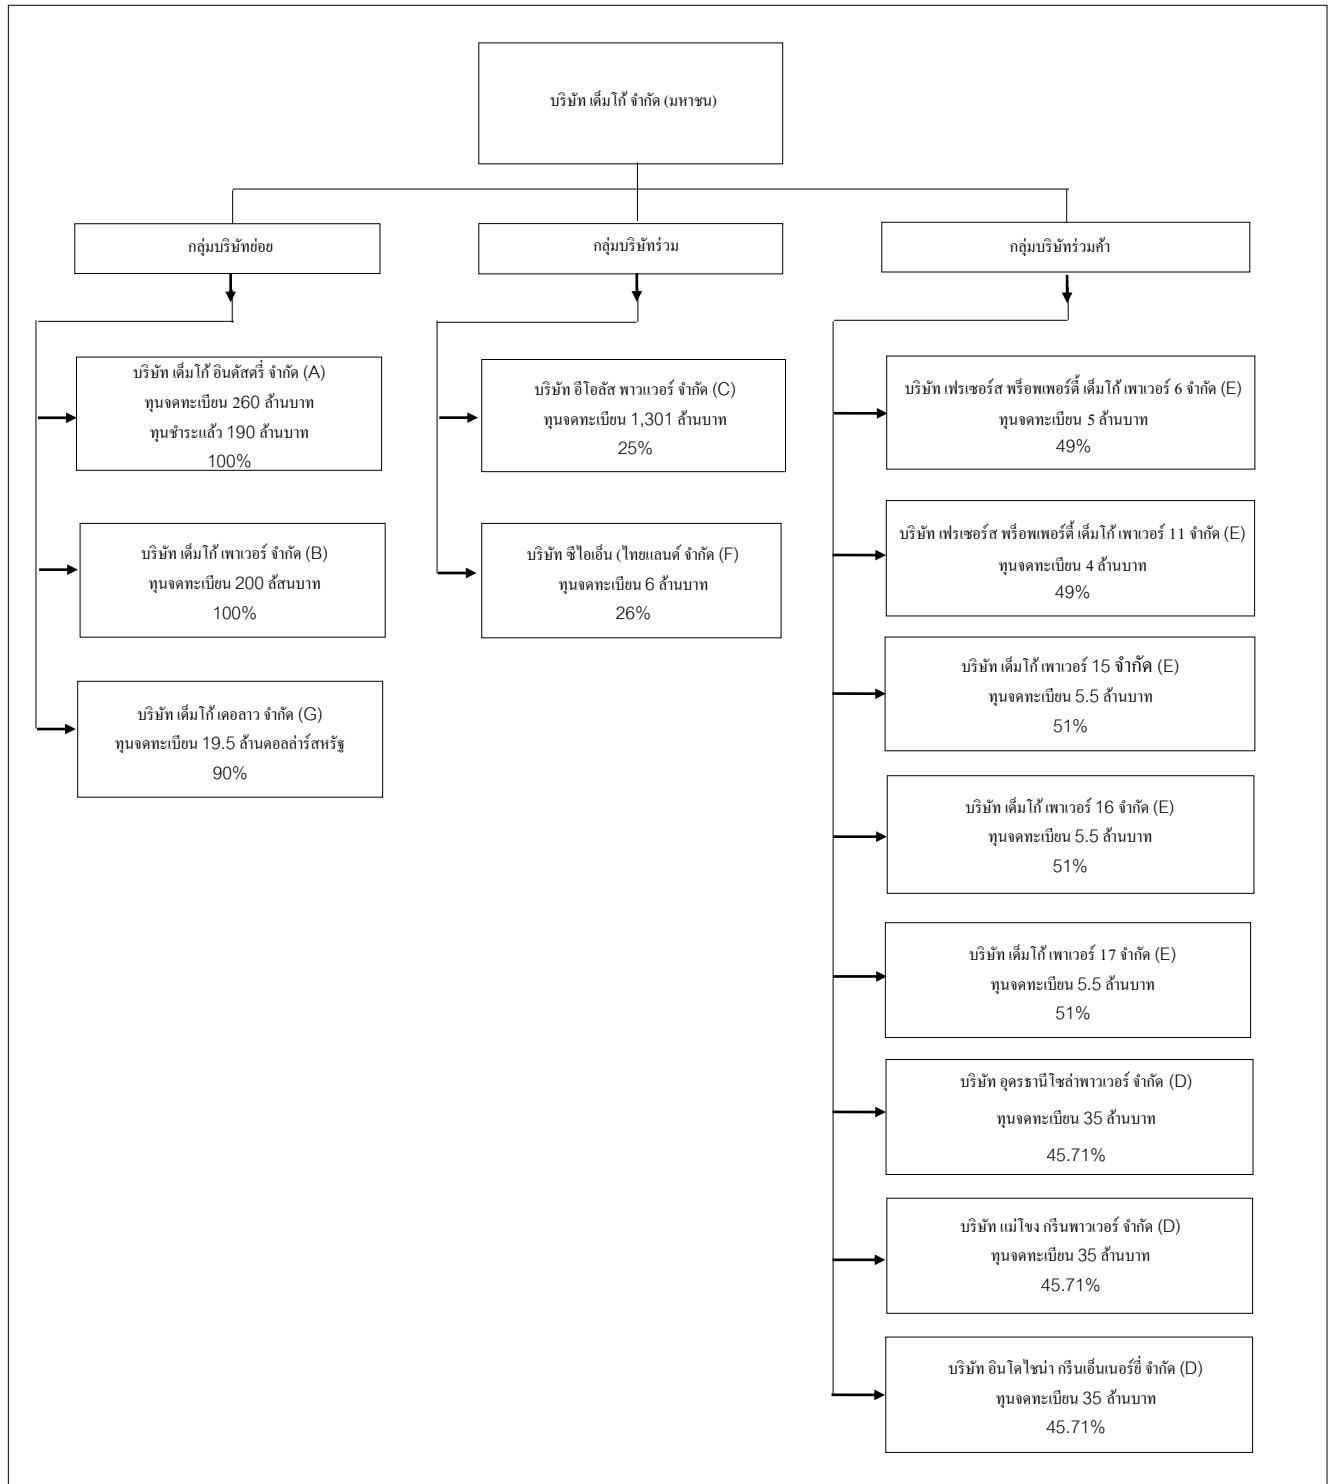 บริษัท เด็มโก้ จำกัด (มหาชน)
กลุ่มบริษัทย่อย
กลุ่มบริษัทร่วม
กลุ่มบริษัทร่วมค้า
บริษัท เด็มโก้ อินดัสตรี่ จำกัด (A)
ทุนจดทะเบียน 260 ล้านบาท
ทุนชำระแล้ว 190 ล้านบาท
100%
บริษัท เด็มโก้ เพาเวอร์ จำกัด (B)
ทุนจดทะเบียน 200 ล้สนบาท
100%
บริษัท เด็มโก้ เดอลาว จำกัด (G)
ทุนจดทะเบียน 19.5 ล้านดอลล่าร์สหรัฐ
90%
บริษัท อีโอลัส พาวแวอร์ จำกัด (C)
ทุนจดทะเบียน 1,301 ล้านบาท
25%
บริษัท ซีไอเอ็น (ไทยแลนด์ จำกัด (F)
ทุนจดทะเบียน 6 ล้านบาท
26%
บริษัท เฟรเซอร์ส พร็อพเพอร์ตี้ เด็มโก้ เพาเวอร์ 6 จำกัด (E)
ทุนจดทะเบียน 5 ล้านบาท
49%
บริษัท เฟรเซอร์ส พร็อพเพอร์ตี้ เด็มโก้ เพาเวอร์ 11 จำกัด (E)
ทุนจดทะเบียน 4 ล้านบาท
49%
บริษัท เด็มโก้ เพาเวอร์ 15 จำกัด (E)
ทุนจดทะเบียน 5.5 ล้านบาท
51%
บริษัท เด็มโก้ เพาเวอร์ 16 จำกัด (E)
ทุนจดทะเบียน 5.5 ล้านบาท
51%
บริษัท เด็มโก้ เพาเวอร์ 17 จำกัด (E)
ทุนจดทะเบียน 5.5 ล้านบาท
51%
บริษัท อุดรธานี โซล่าพาวเวอร์ จำกัด (D)
ทุนจดทะเบียน 35 ล้านบาท
45.71%
บริษัท แม่โขง กรีนพาวเวอร์ จำกัด (D)
ทุนจดทะเบียน 35 ล้านบาท
45.71%
บริษัท อินโดไชน่า กรีนเอ็นเนอร์ยี่ จำกัด (D)
ทุนจดทะเบียน 35 ล้านบาท
45.71%